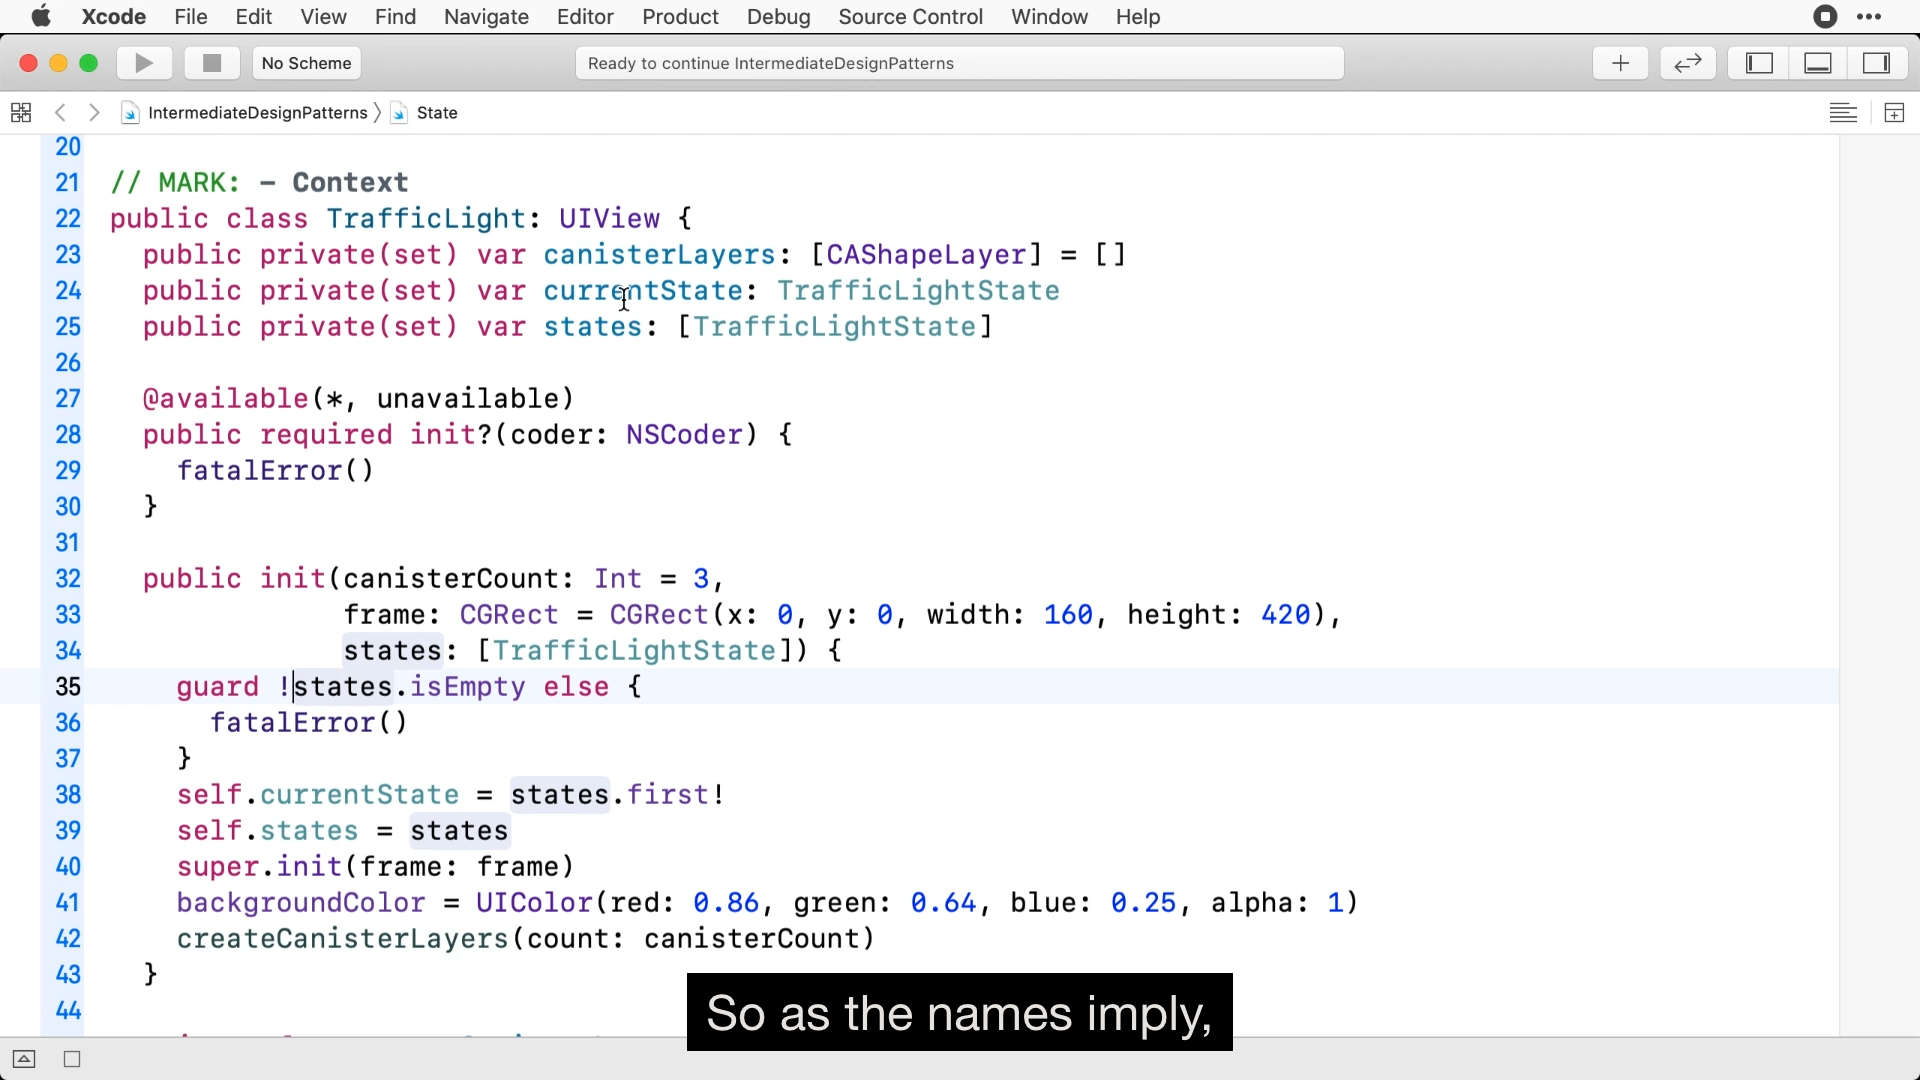 Xcode File Edit View Find Navigate Editor Product Debug Source Control Window Help
No Scheme
Ready to continue IntermediateDesignPatterns
IntermediateDesignPatterns
State
20
21 // MARK: - Context
22 public class TrafficLight: UIView {
23 public private(set) var canisterLayers: [CAShapeLayer] = []
24 public private(set) var currentState: TrafficLightState
25 public private(set) var states: [TrafficLightState]
26
27 @available(*, unavailable)
28 public required init?(coder: NSCoder) {
29 fatalError()
30 }
31
32 public init(canisterCount: Int = 3,
33 frame: CGRect = CGRect(x: 0, y: 0, width: 160, height: 420),
34 states: [TrafficLightState]) {
35 guard !states.isEmpty else {
36 fatalError()
37 }
38 self.currentState = states.first!
39 self.states = states
40 super.init(frame: frame)
41 backgroundColor = UIColor(red: 0.86, green: 0.64, blue: 0.25, alpha: 1)
42 createCanisterLayers(count: canisterCount)
43 }
44
So as the names imply,